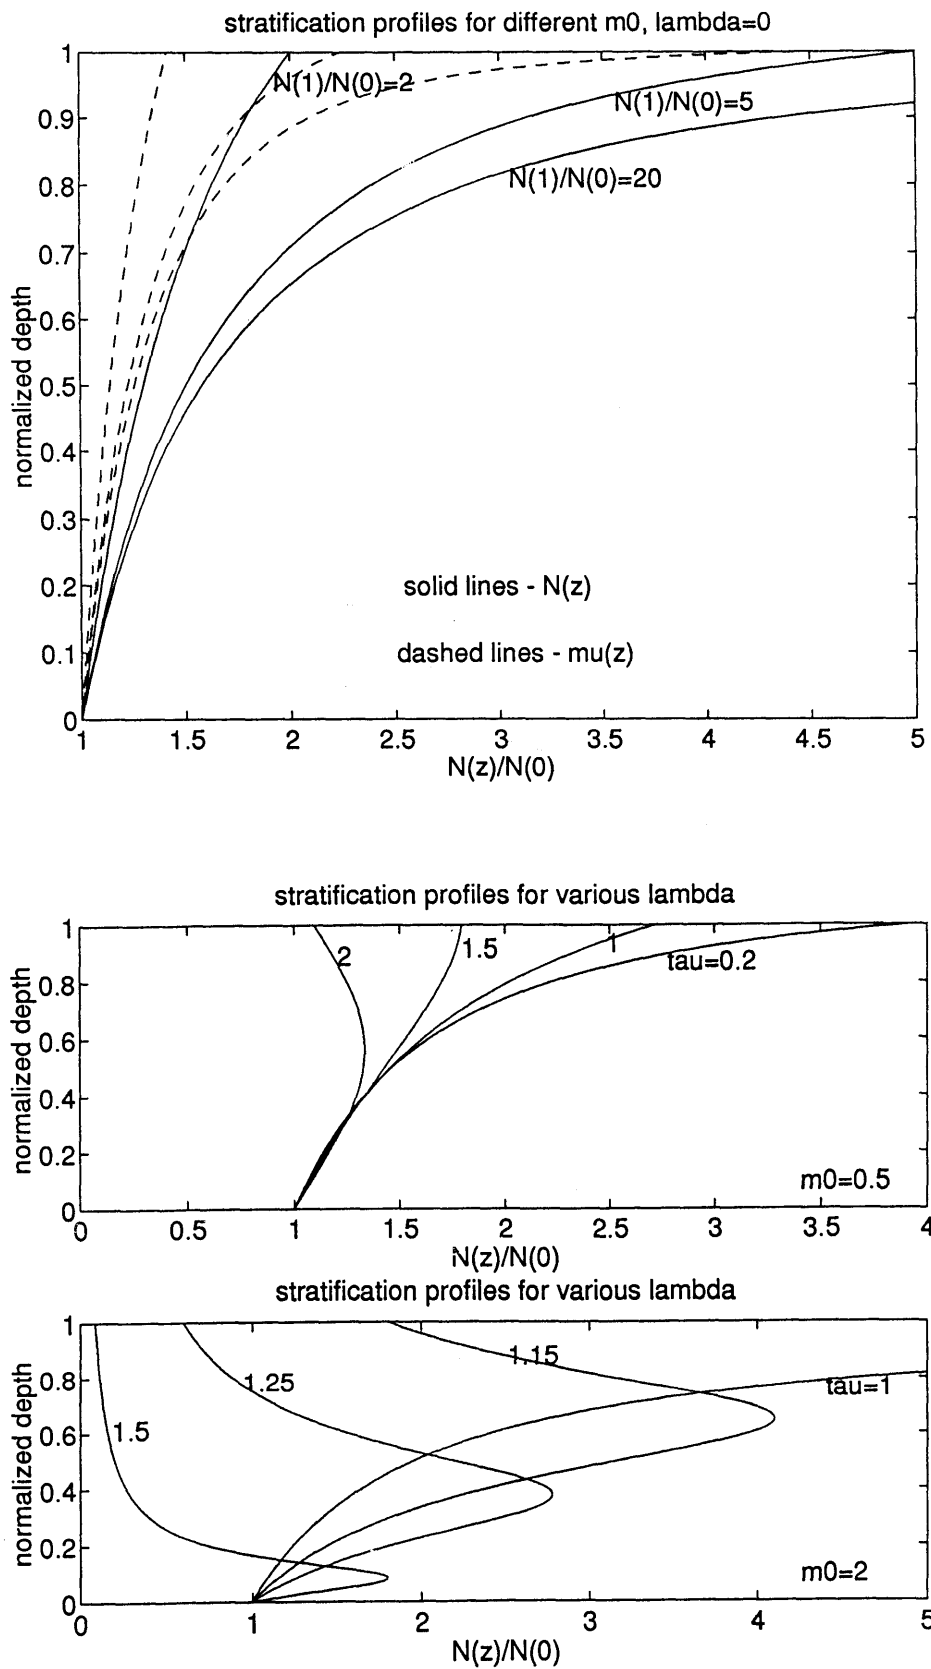 stratification profiles for different m0, lambda=0
1
0.9
0.8
0.7
0.6
0.5
0.4
0.3
0.2
0.1
0
normalized depth
N(1)/N(0)=2
N(1)/N(0)=5
N(1)/N(0)=20
solid lines - N(z)
dashed lines - mu(z)
1 1.5 2 2.5 3 3.5 4 4.5 5
N(z)/N(0)
stratification profiles for various lambda
1
0.8
0.6
0.4
0.2
0
normalized depth
2
1.5
1
tau=0.2
m0=0.5
0 0.5 1 1.5 2 2.5 3 3.5 4
N(z)/N(0)
stratification profiles for various lambda
1
0.8
0.6
0.4
0.2
0
normalized depth
1.15
1.25
tau=1
1.5
m0=2
0 1 2 3 4 5
N(z)/N(0)